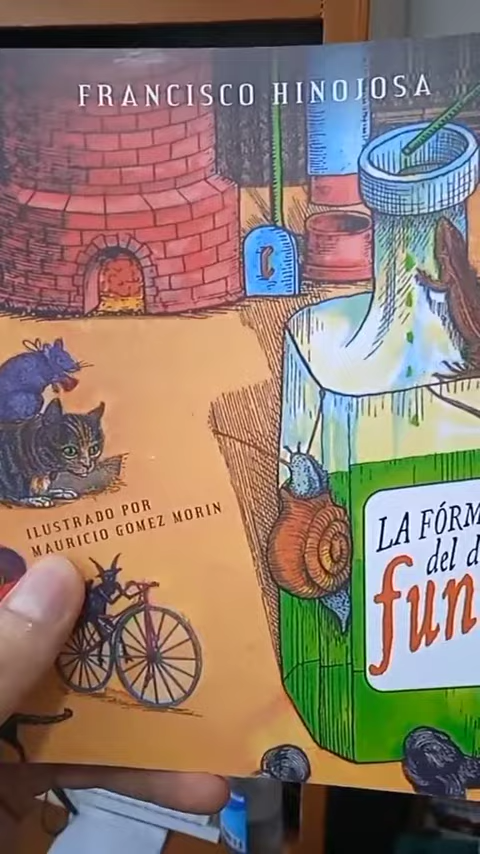 FRANCISCO HINOJOSA
ILUSTRADO POR
MAURICIO GOMEZ MORIN
LA FÓRM
del d
fun